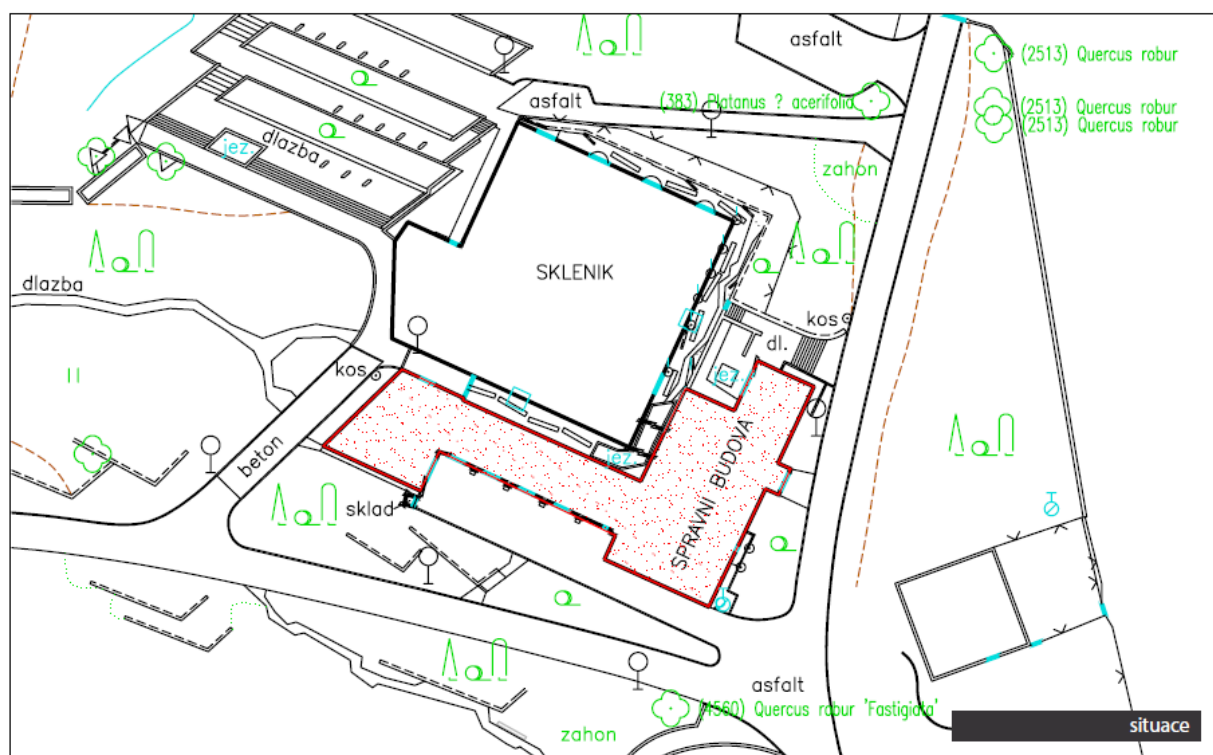 asfalt
(2513) Quercus robur
asfalt
(383) Platanus ? acerifolia
(2513) Quercus robur
(2513) Quercus robur
dlazba
jez.
zahon
SKLENIK
dlazba
kos
dl.
kos
jez.
beton
jez.
SPRAVNI BUDOVA
sklad
asfalt
(4560) Quercus robur 'Fastigiata'
zahon
situace